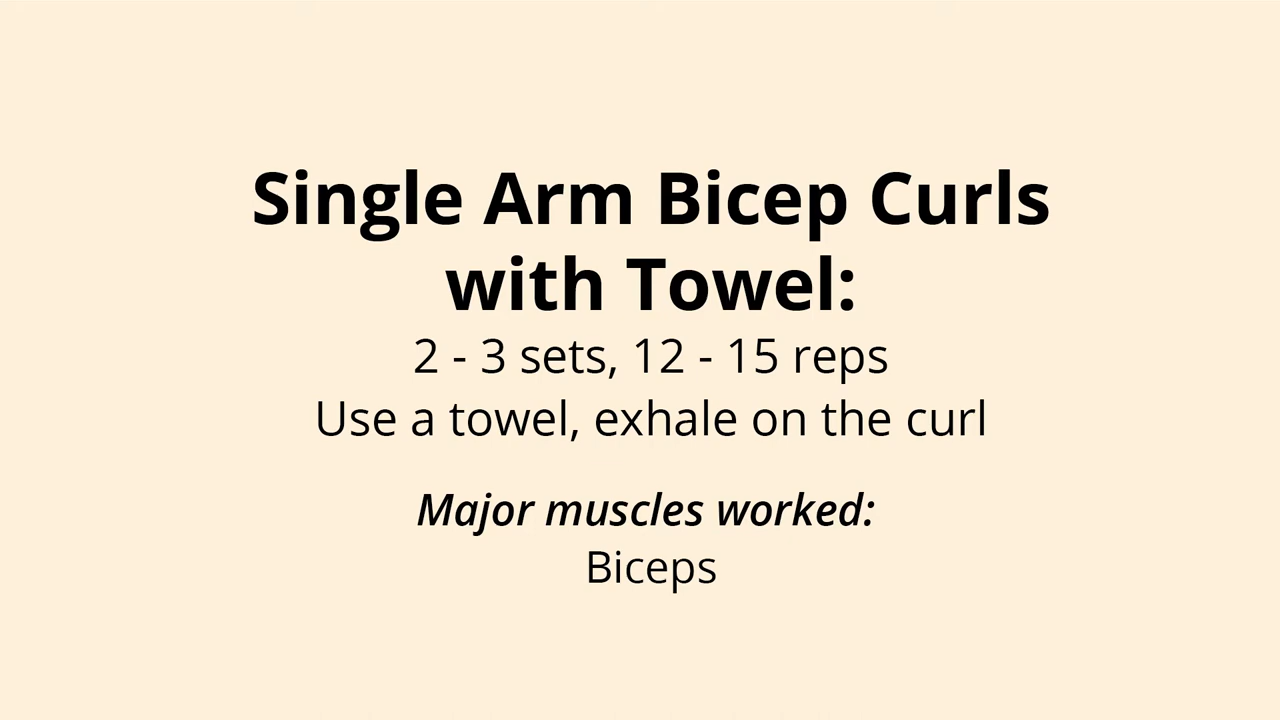 Single Arm Bicep Curls
with Towel:
2 - 3 sets, 12 - 15 reps
Use a towel, exhale on the curl
Major muscles worked:
Biceps